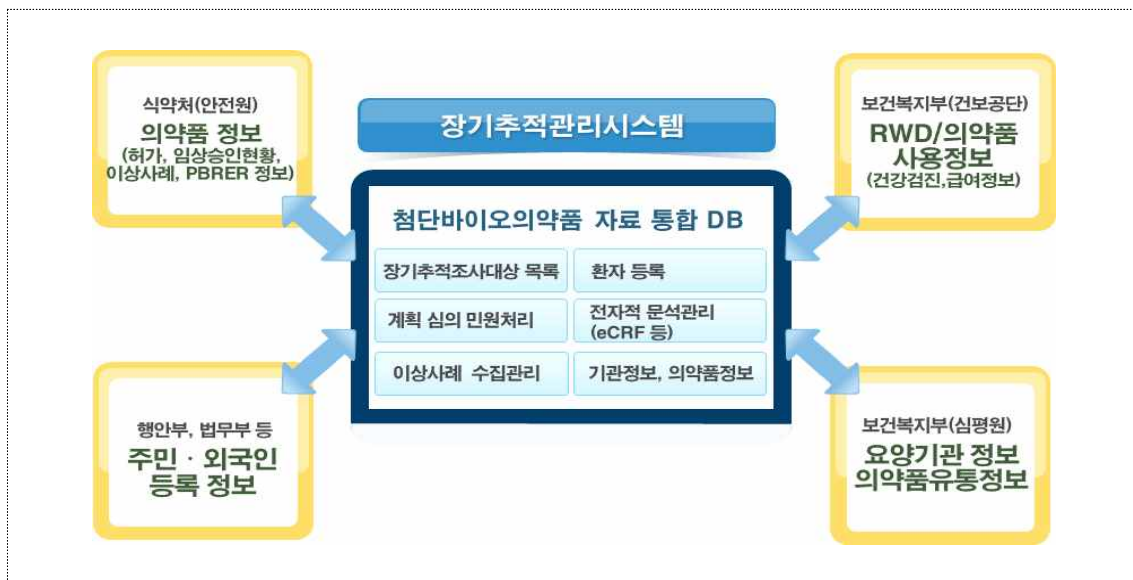 식약처(안전원)
의약품 정보
(허가, 임상승인현황,
이상사례, PBRER 정보)
장기추적관리시스템
보건복지부(건보공단)
RWD/의약품
사용정보
(건강검진,급여정보)
첨단바이오의약품 자료 통합 DB
장기추적조사대상 목록
환자 등록
계획 심의 민원처리
전자적 문석관리
(eCRF 등)
이상사례 수집관리
기관정보, 의약품정보
행안부, 법무부 등
주민 · 외국인
등록 정보
보건복지부(심평원)
요양기관 정보
의약품유통정보